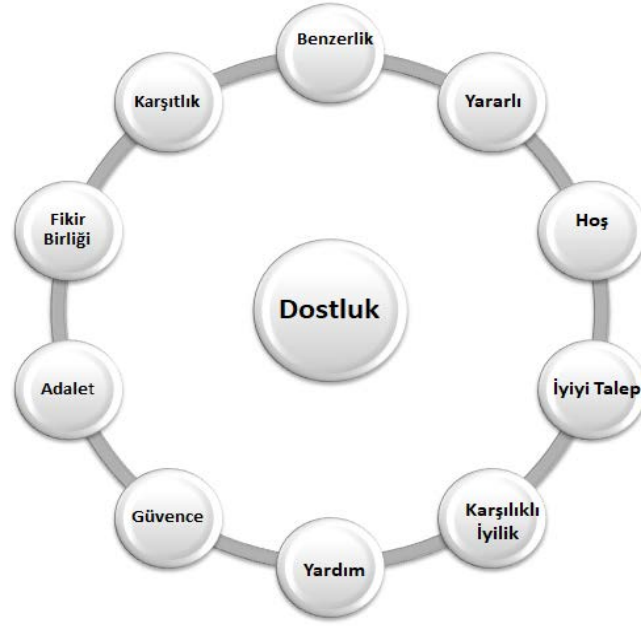 Benzerlik
Yararlı
Hoş
İyiyi Talep
Karşılıklı
İyilik
Yardım
Güvence
Adalet
Fikir
Birliği
Karşıtlık
Dostluk